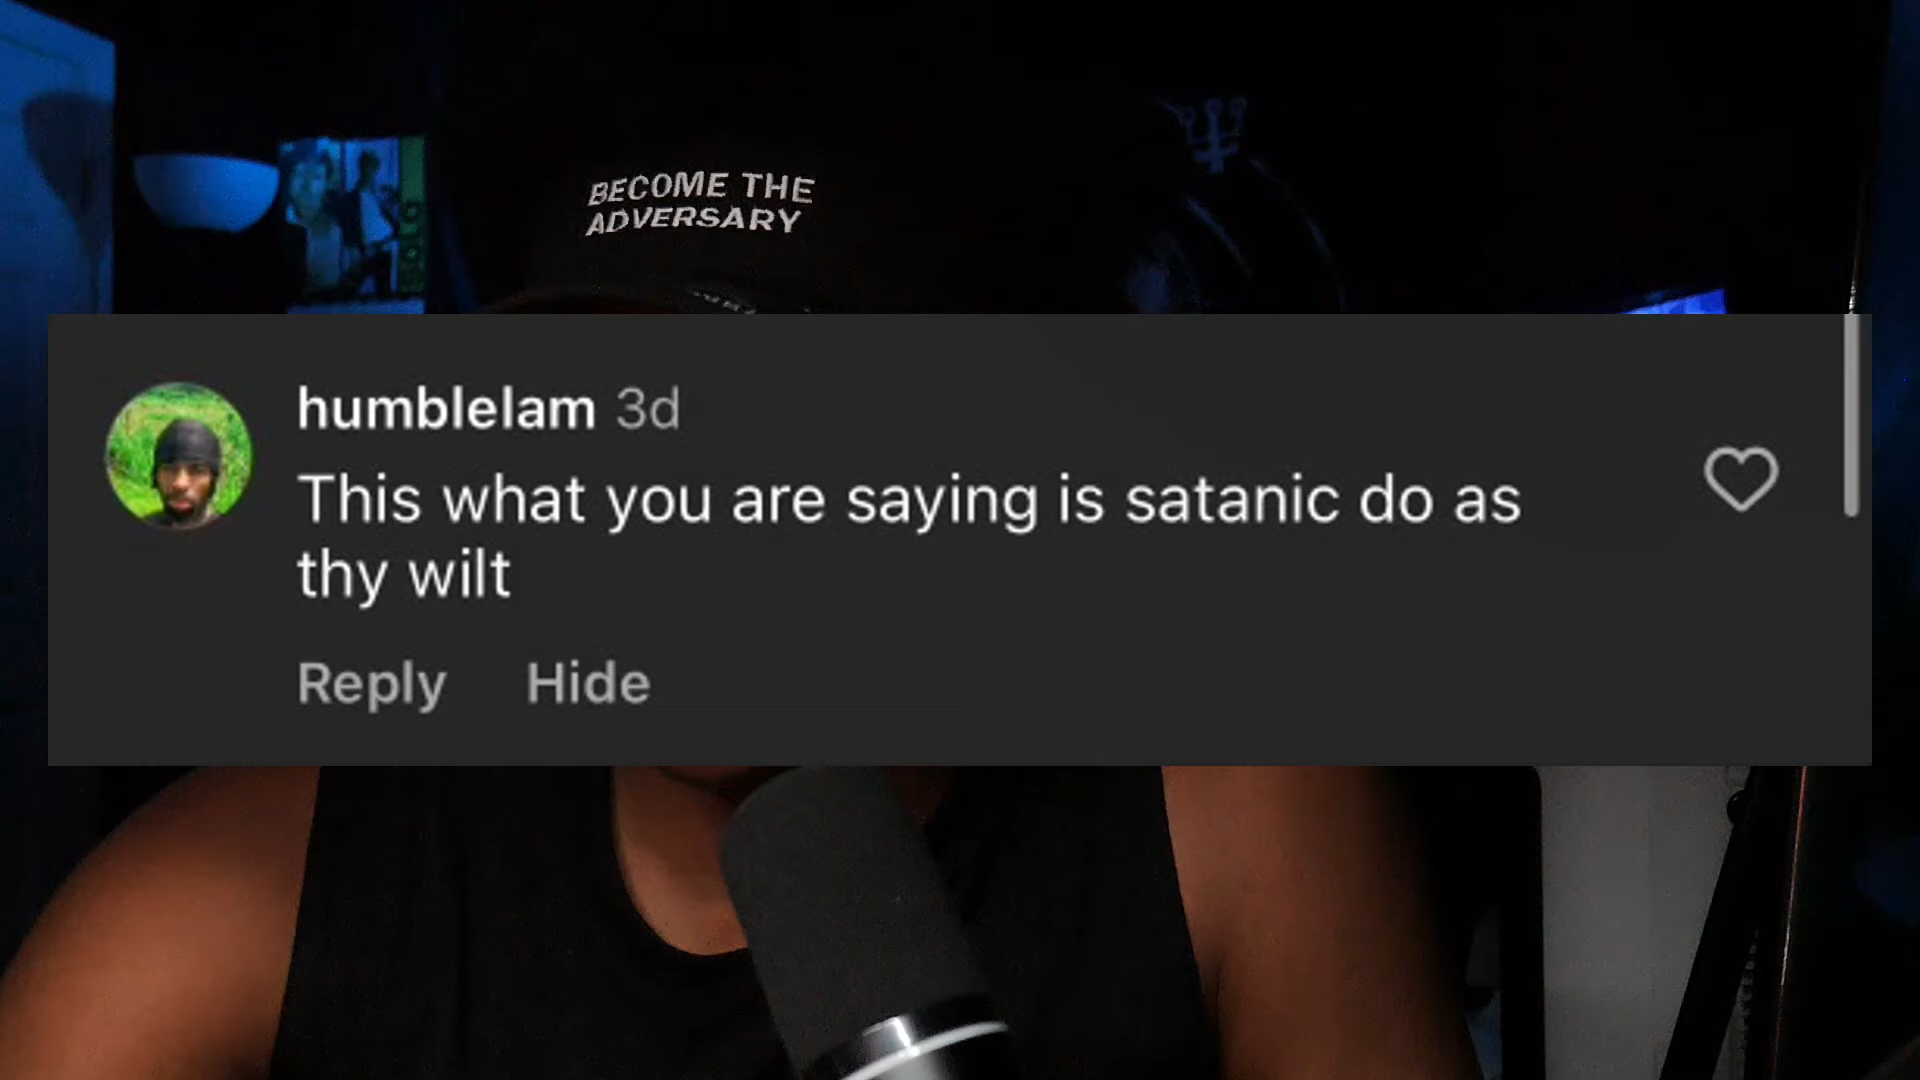 BECOME THE
ADVERSARY
humblelam 3d
This what you are saying is satanic do as
thy wilt
Reply Hide